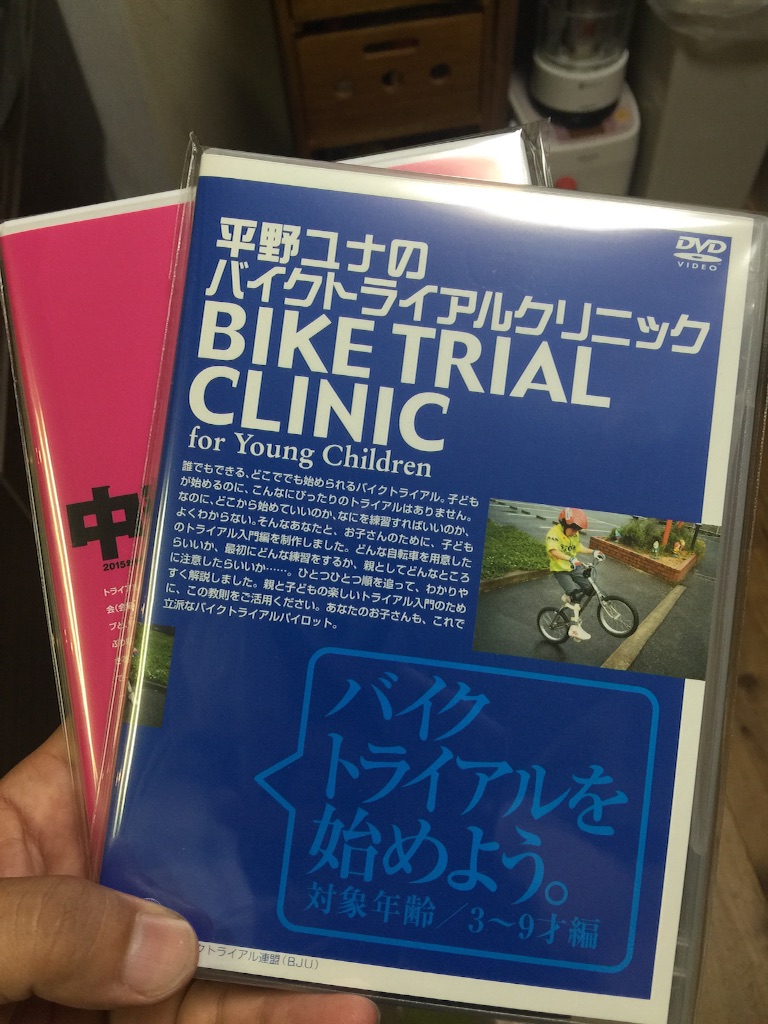 平野ユナの
バイクトライアルクリニック
BIKE TRIAL
CLINIC
for Young Children
DVD
VIDEO
誰でもできる、どこででも始められるバイクトライアル。子ども
が始めるのに、こんなにぴったりのトライアルはありません。
なのに、どこから始めていいのか、なにを練習すればいいのか、
よくわからない。そんなあなたと、お子さんのために、子ども
のトライアル入門編を制作しました。どんな自転車を用意した
らいいか、最初にどんな練習をするか、親としてどんなところ
に注意したらいいか……。ひとつひとつ順を追って、わかりや
すく解説しました。親と子どもの楽しいトライアル入門のため
に、この教則をご活用ください。あなたのお子さんも、これで
立派なバイクトライアルパイロット。
バイク
トライアルを
始めよう。
対象年齢/3〜9才編
クトライアル連盟(BJU)
中
2015
トライア
会(会
プと